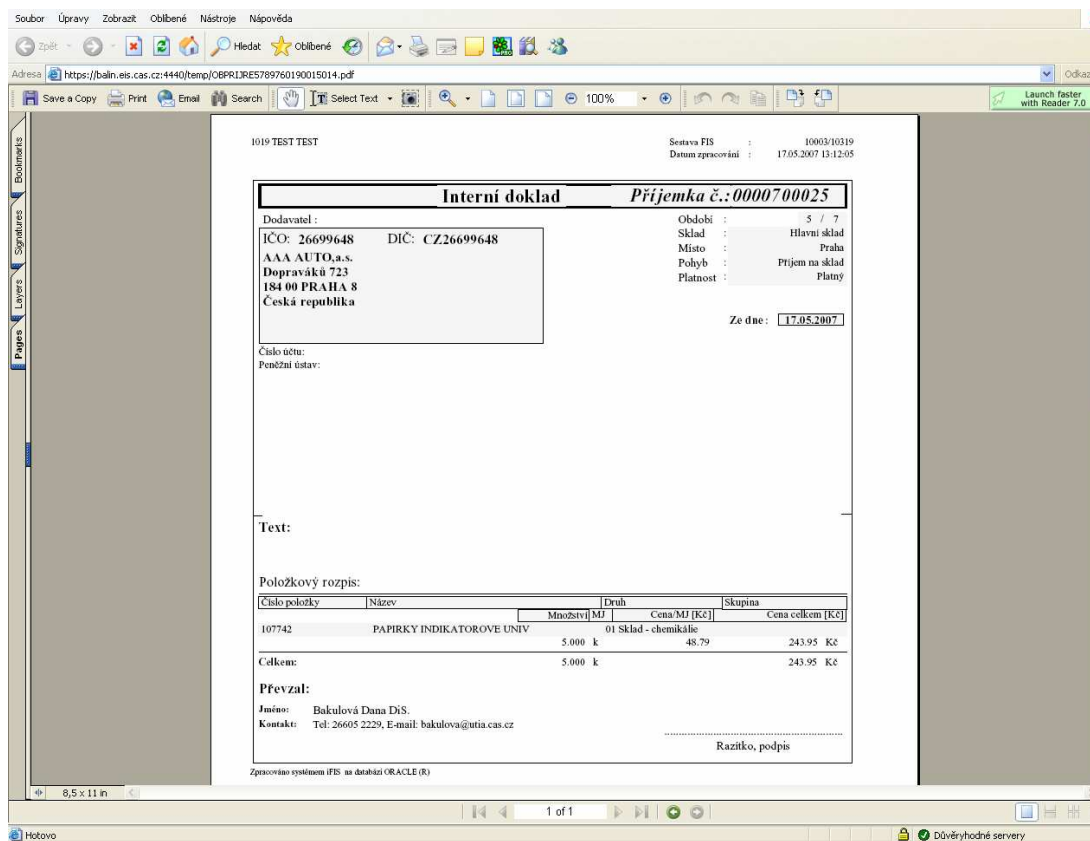 Soubor Úpravy Zobrazit Oblíbené Nástroje Nápověda
Zpět Hledat Oblíbené
Adresa https://balin.eis.cas.cz:4440/temp/OBPRIJRE5789760190015014.pdf Odkaz
Save a Copy Print Email Search Select Text 100% Launch faster with Reader 7.0
Bookmarks
Signatures
Layers
Pages
1019 TEST TEST
Sestava FIS : 10003/10319
Datum zpracování : 17.05.2007 13:12:05
Interní doklad Příjemka č.:0000700025
Dodavatel :
IČO: 26699648 DIČ: CZ26699648
AAA AUTO,a.s.
Dopraváků 723
184 00 PRAHA 8
Česká republika
Období : 5 / 7
Sklad : Hlavní sklad
Místo : Praha
Pohyb : Příjem na sklad
Platnost : Platný
Ze dne : 17.05.2007
Číslo účtu:
Peněžní ústav:
Text:
Položkový rozpis:
Číslo položky Název Druh Skupina
Množství MJ Cena/MJ [Kč] Cena celkem [Kč]
107742 PAPIRKY INDIKATOROVE UNIV 01 Sklad - chemikálie
5.000 k 48.79 243.95 Kč
Celkem: 5.000 k 243.95 Kč
Převzal:
Jméno: Bakulová Dana DiS.
Kontakt: Tel: 26605 2229, E-mail: bakulova@utia.cas.cz
Razítko, podpis
Zpracováno systémem iFIS na databázi ORACLE (R)
8,5 x 11 in
1 of 1
Hotovo Důvěryhodné servery